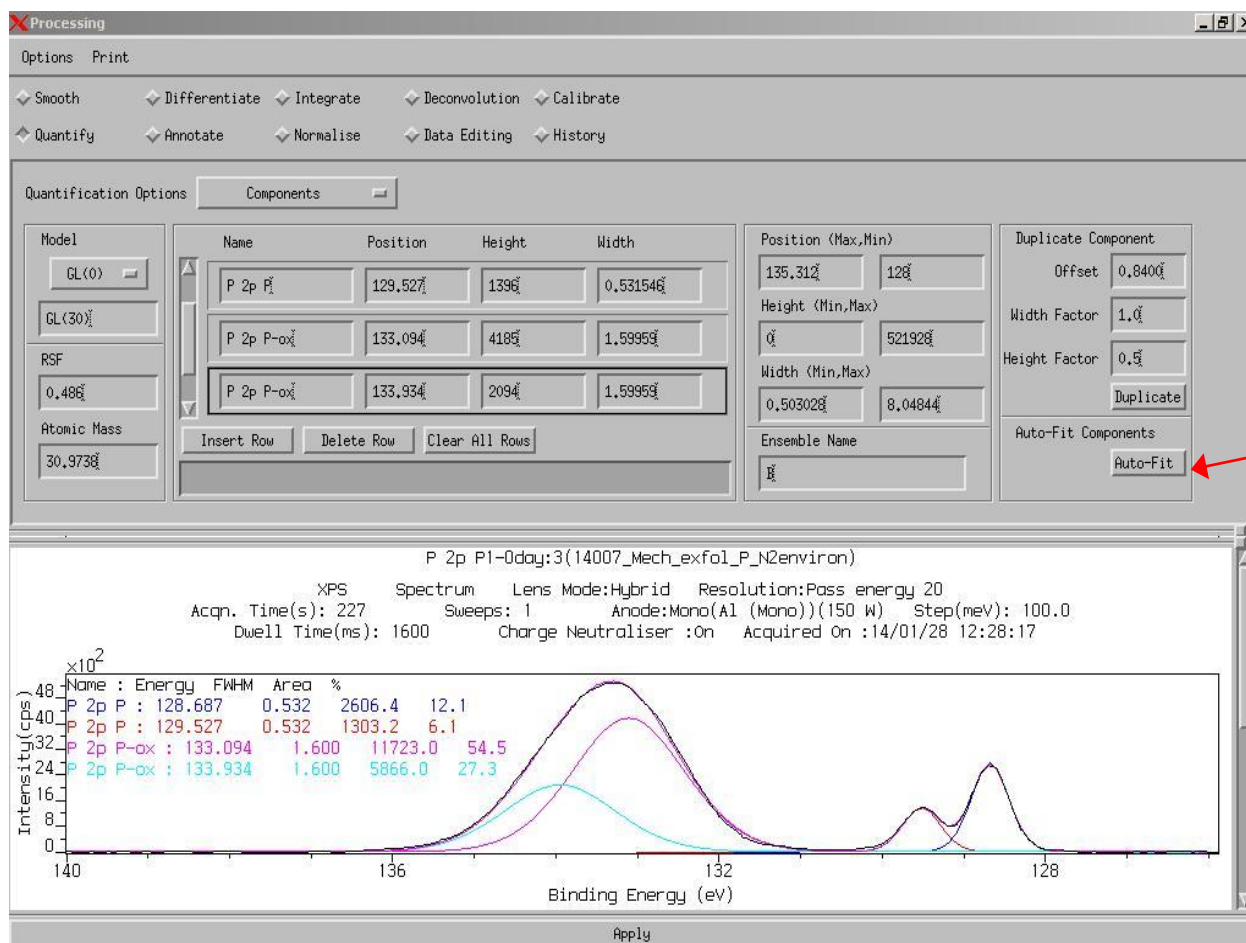 Processing
Options Print
Smooth Differentiate Integrate Deconvolution Calibrate
Quantify Annotate Normalise Data Editing History
Quantification Options Components
Model
GL(0)
GL(30)
RSF
0.486
Atomic Mass
30.9738
Name Position Height Width
P 2p P 129.527 1396 0.531546
P 2p P-ox 133.094 4185 1.59959
P 2p P-ox 133.934 2094 1.59959
Insert Row Delete Row Clear All Rows
Position (Max,Min)
135.312 128
Height (Min,Max)
0 521928
Width (Min,Max)
0.503028 8.04844
Ensemble Name
Duplicate Component
Offset 0.8400
Width Factor 1.0
Height Factor 0.5
Duplicate
Auto-Fit Components
Auto-Fit
P 2p P1-0day:3(14007_Mech_exfol_P_N2environ)
XPS Spectrum Lens Mode:Hybrid Resolution:Pass energy 20
Acqn. Time(s): 227 Sweeps: 1 Anode:Mono(Al (Mono))(150 W) Step(meV): 100.0
Dwell Time(ms): 1600 Charge Neutraliser :On Acquired On :14/01/28 12:28:17
x10²
Name : Energy FWHM Area %
P 2p P : 128.687 0.532 2606.4 12.1
P 2p P : 129.527 0.532 1303.2 6.1
P 2p P-ox : 133.094 1.600 11723.0 54.5
P 2p P-ox : 133.934 1.600 5866.0 27.3
48
40
32
24
16
8
0
Intensity(cps)
140 136 132 128
Binding Energy (eV)
Apply